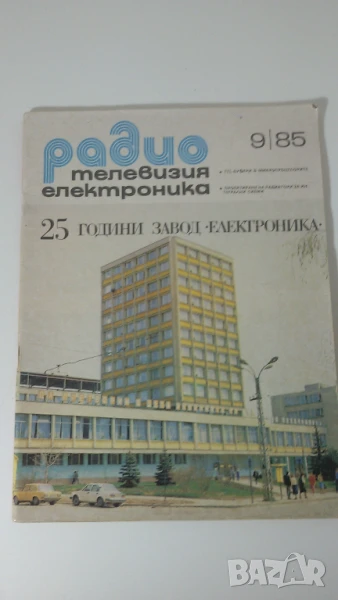 радио
9|85
телевизия
електроника
25 ГОДИНИ ЗАВОД •ЕЛЕКТРОНИКА•
BAZAR